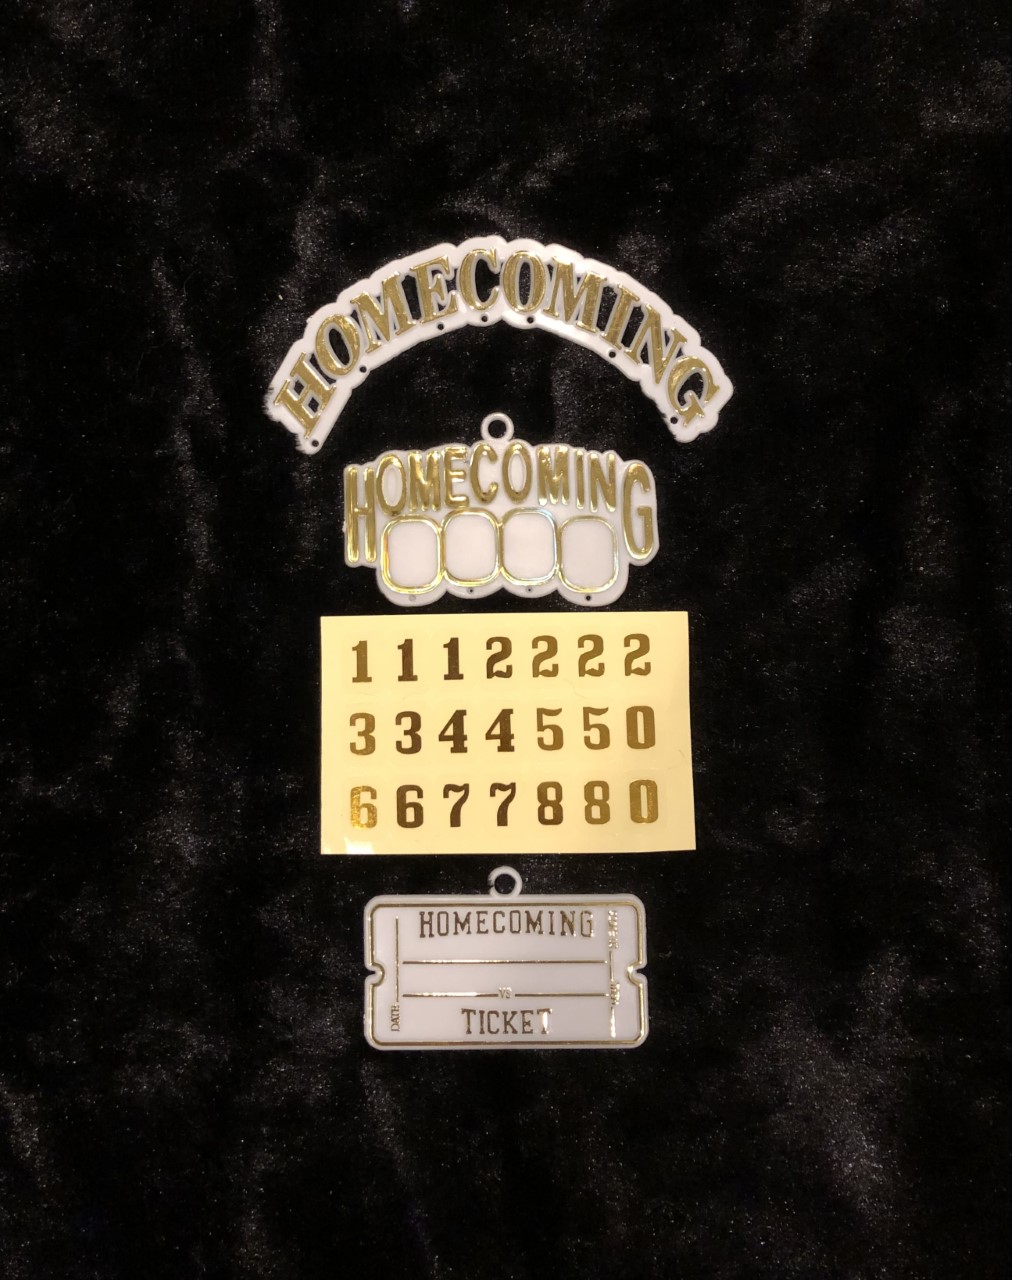 HOMECOMING
HOMECOMING
1 1 1 2 2 2 2
3 3 4 4 5 5 0
6 6 7 7 8 8 0
HOMECOMING
VS
TICKET
DATE